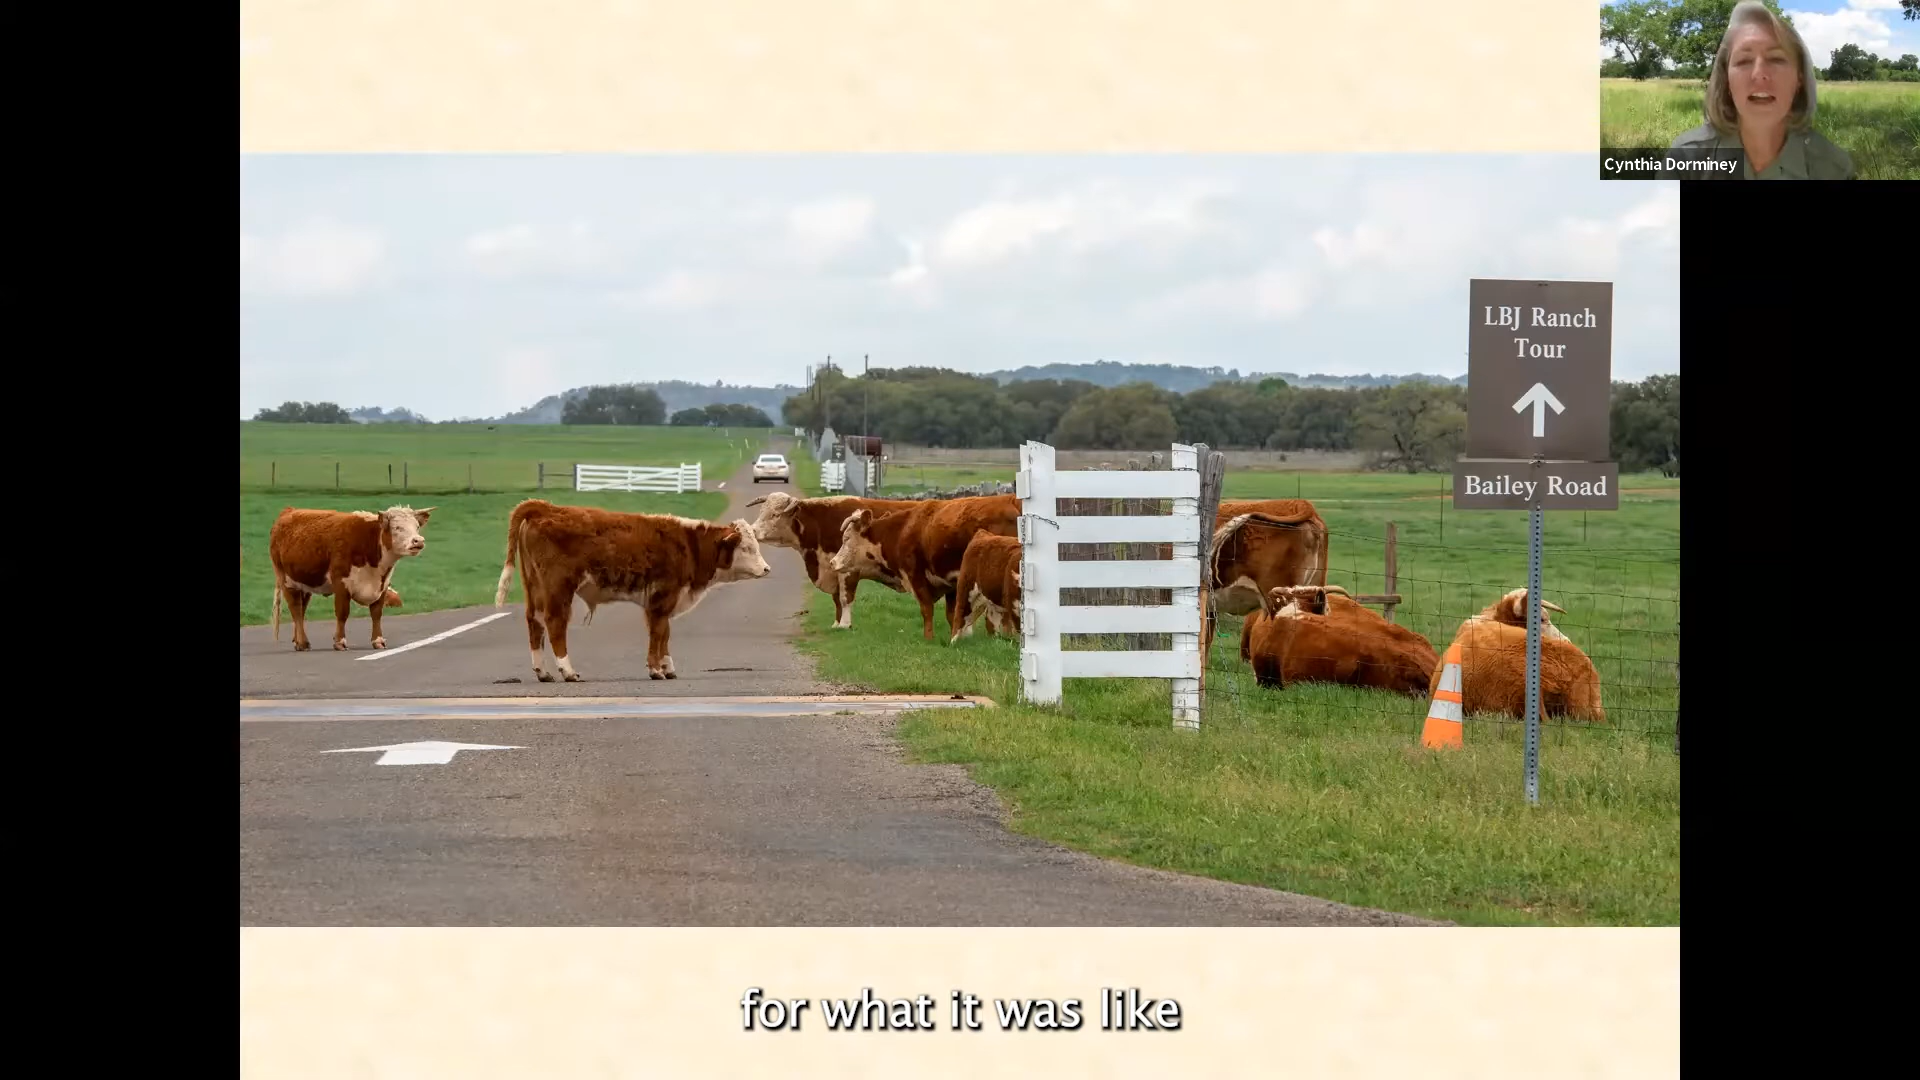 Cynthia Dorminey
LBJ Ranch
Tour
Bailey Road
for what it was like